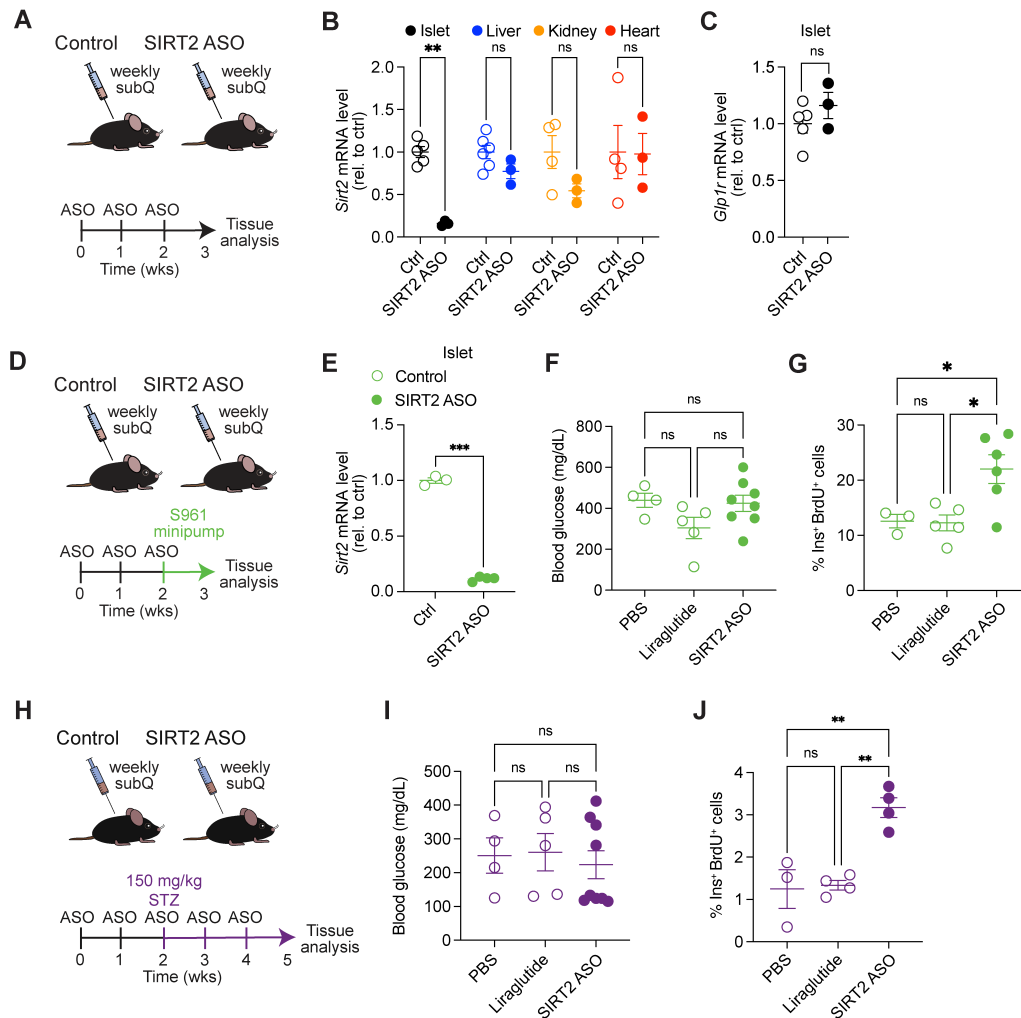 A
Control SIRT2 ASO
weekly subQ weekly subQ
ASO ASO ASO
0 1 2 3
Time (wks)
Tissue analysis
B
Islet Liver Kidney Heart
** ns ns ns
Sirt2 mRNA level (rel. to ctrl)
2.0
1.5
1.0
0.5
0.0
Ctrl SIRT2 ASO Ctrl SIRT2 ASO Ctrl SIRT2 ASO Ctrl SIRT2 ASO
C
Islet
ns
Glp1r mRNA level (rel. to ctrl)
1.5
1.0
0.5
0.0
Ctrl SIRT2 ASO
D
Control SIRT2 ASO
weekly subQ weekly subQ
S961 minipump
ASO ASO ASO
0 1 2 3
Time (wks)
Tissue analysis
E
Islet
Control
SIRT2 ASO
***
Sirt2 mRNA level (rel. to ctrl)
1.0
0.5
0.0
Ctrl SIRT2 ASO
F
ns
ns ns
Blood glucose (mg/dL)
800
600
400
200
0
PBS Liraglutide SIRT2 ASO
G
*
ns *
% Ins⁺ BrdU⁺ cells
30
20
10
0
PBS Liraglutide SIRT2 ASO
H
Control SIRT2 ASO
weekly subQ weekly subQ
150 mg/kg STZ
ASO ASO ASO ASO ASO
0 1 2 3 4 5
Time (wks)
Tissue analysis
I
ns
ns ns
Blood glucose (mg/dL)
500
400
300
200
100
0
PBS Liraglutide SIRT2 ASO
J
**
ns **
% Ins⁺ BrdU⁺ cells
4
3
2
1
0
PBS Liraglutide SIRT2 ASO